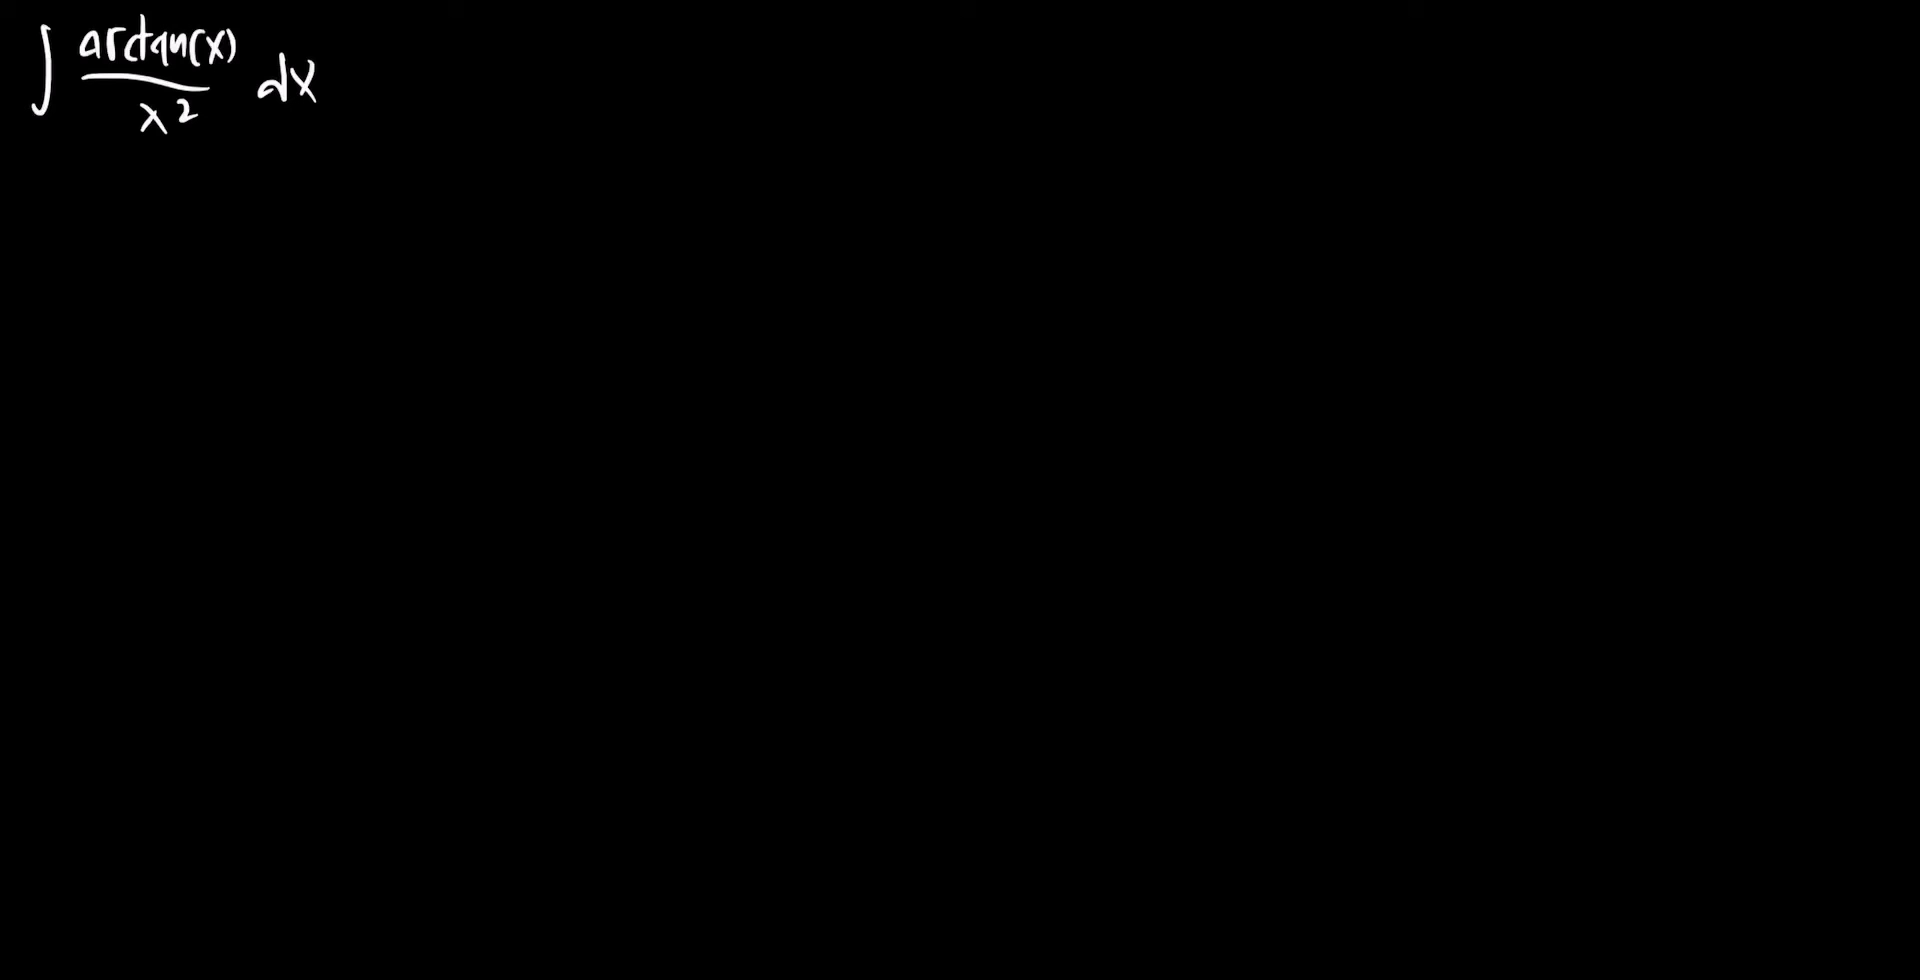 ∫ arctan(x)/x² dx